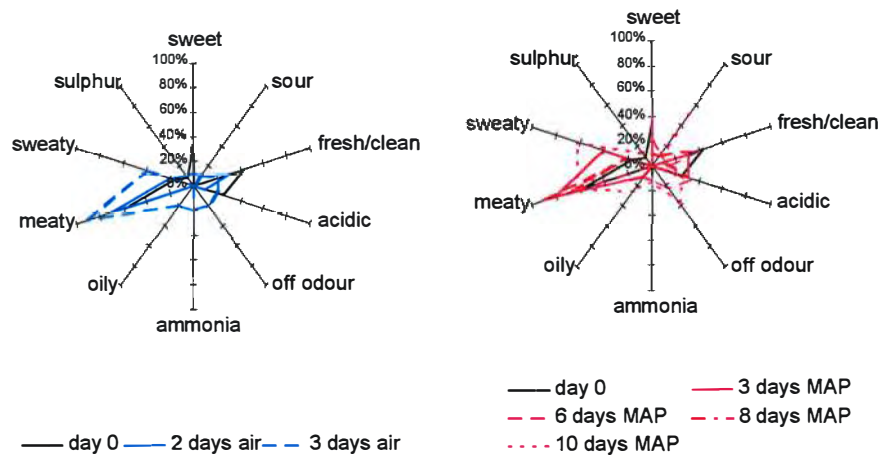 sweet
100%
80%
60%
40%
20%
0%
sour
fresh/clean
acidic
off odour
ammonia
oily
meaty
sweaty
sulphur
day 0 2 days air 3 days air
sweet
100%
80%
60%
40%
20%
0%
sour
fresh/clean
acidic
off odour
ammonia
oily
meaty
sweaty
sulphur
day 0 3 days MAP
6 days MAP 8 days MAP
10 days MAP